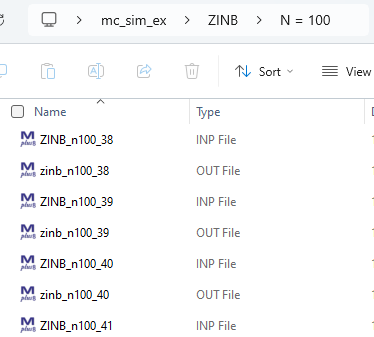 mc_sim_ex > ZINB > N = 100
Sort View
Name Type
ZINB_n100_38 INP File
zinb_n100_38 OUT File
ZINB_n100_39 INP File
zinb_n100_39 OUT File
ZINB_n100_40 INP File
zinb_n100_40 OUT File
ZINB_n100_41 INP File